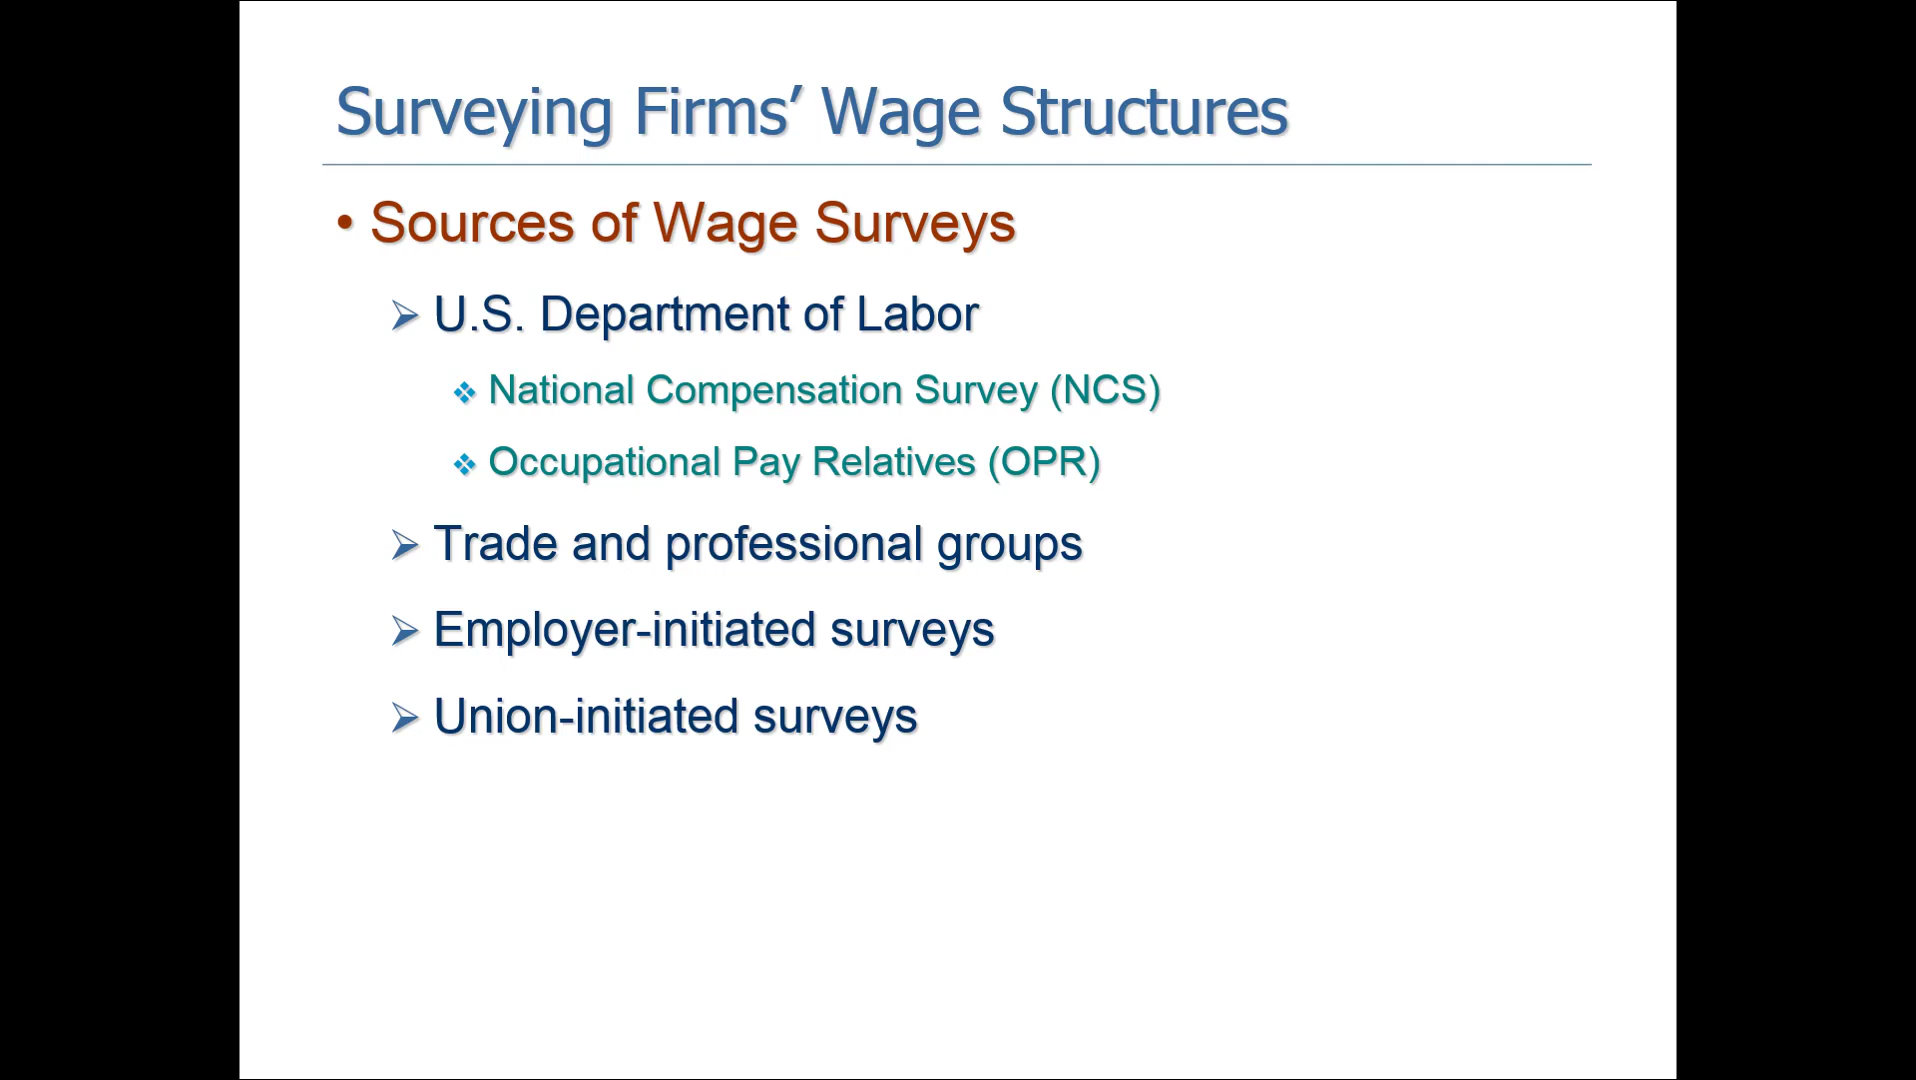 Surveying Firms’ Wage Structures
• Sources of Wage Surveys
➢ U.S. Department of Labor
❖ National Compensation Survey (NCS)
❖ Occupational Pay Relatives (OPR)
➢ Trade and professional groups
➢ Employer-initiated surveys
➢ Union-initiated surveys